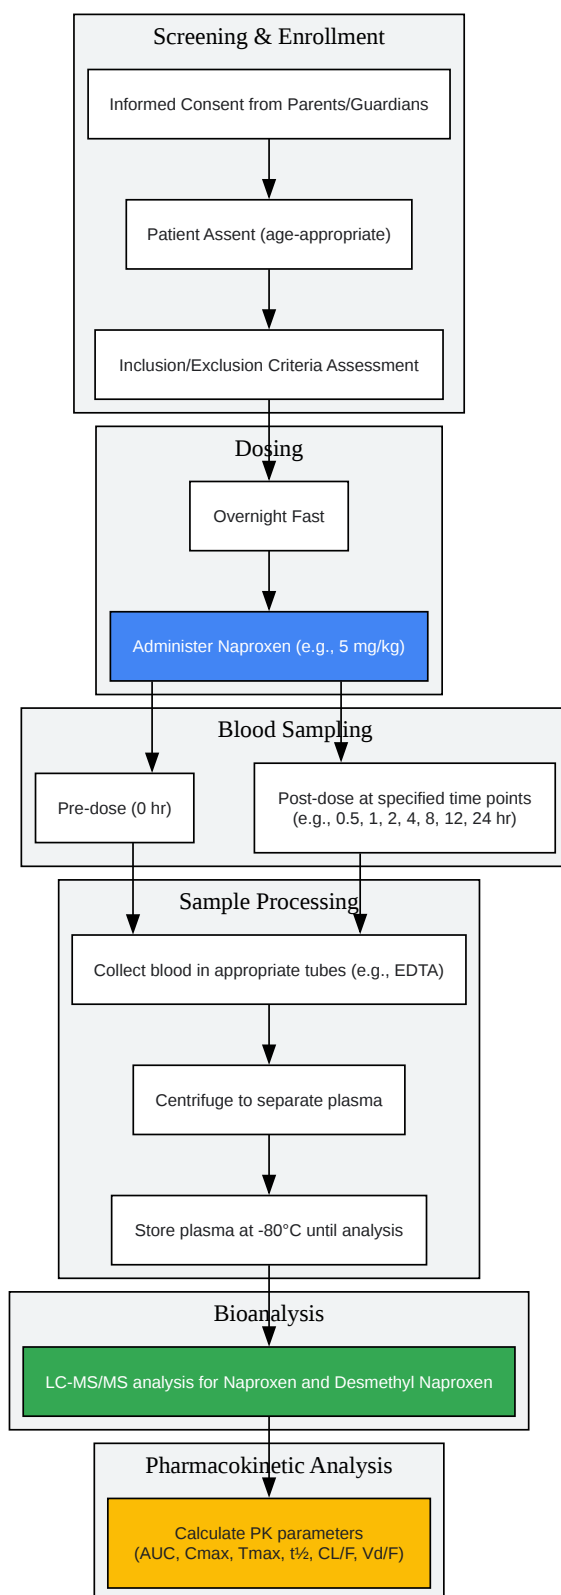 Screening & Enrollment
Informed Consent from Parents/Guardians
Patient Assent (age-appropriate)
Inclusion/Exclusion Criteria Assessment
Dosing
Overnight Fast
Administer Naproxen (e.g., 5 mg/kg)
Blood Sampling
Pre-dose (0 hr)
Post-dose at specified time points
(e.g., 0.5, 1, 2, 4, 8, 12, 24 hr)
Sample Processing
Collect blood in appropriate tubes (e.g., EDTA)
Centrifuge to separate plasma
Store plasma at -80°C until analysis
Bioanalysis
LC-MS/MS analysis for Naproxen and Desmethyl Naproxen
Pharmacokinetic Analysis
Calculate PK parameters
(AUC, Cmax, Tmax, t½, CL/F, Vd/F)